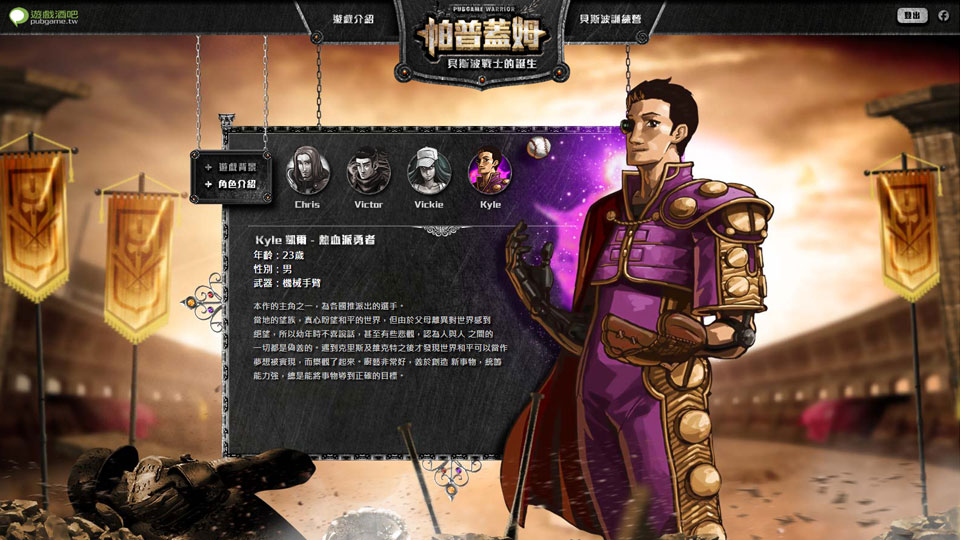 遊戲酒吧
pubgame.tw
遊戲介紹
PUBGAME WARRIOR
帕普蓋姆
貝斯波戰士的誕生
貝斯波訓練營
登出
遊戲背景
角色介紹
Chris
Victor
Vickie
Kyle
Kyle 凱爾 - 熱血派勇者
年齡:23歲
性別:男
武器:機械手臂
本作的主角之一,為各國推派出的選手。
當地的望族,真心盼望和平的世界,但由於父母離異對世界感到
絕望,所以幼年時不喜說話,甚至有些悲觀,認為人與人 之間的
一切都是偽善的。遇到克里斯及維克特之後才發現世界和平可以當作
夢想被實現,而樂觀了起來。廚藝非常好,善於創造 新事物,統籌
能力強,總是能將事物導到正確的目標。